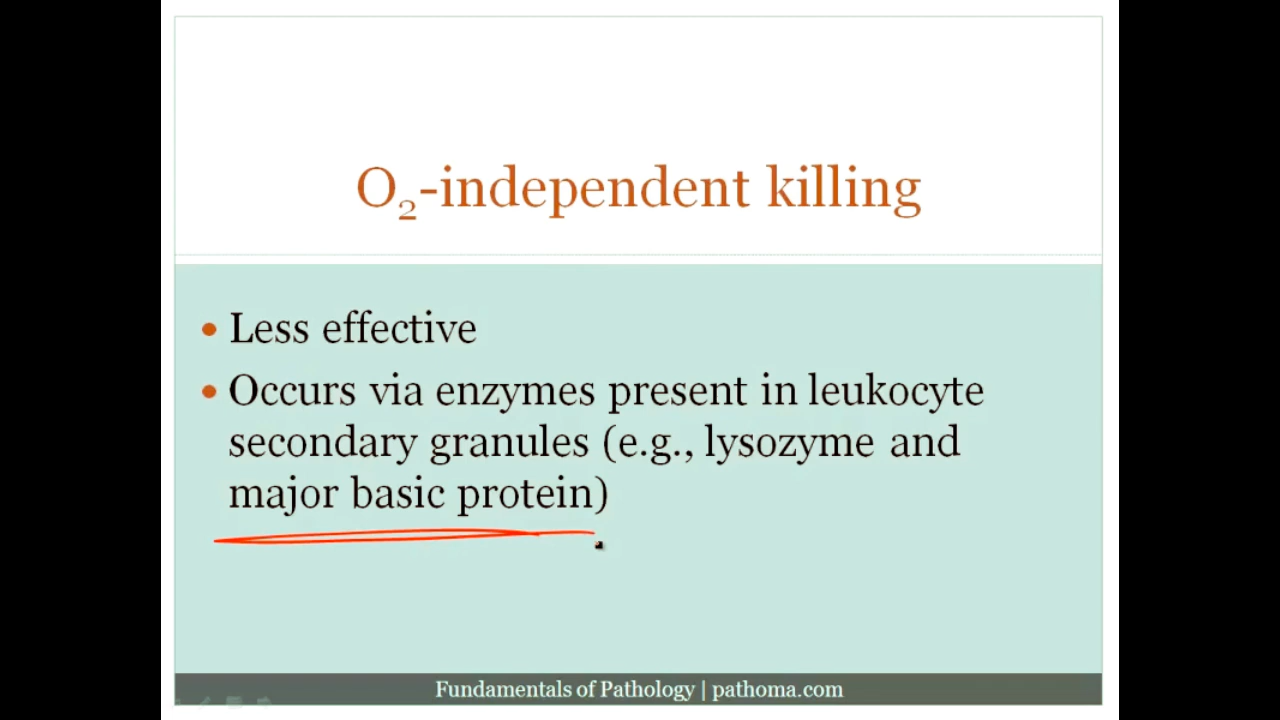 O₂-independent killing
• Less effective
• Occurs via enzymes present in leukocyte
secondary granules (e.g., lysozyme and
major basic protein)
Fundamentals of Pathology | pathoma.com